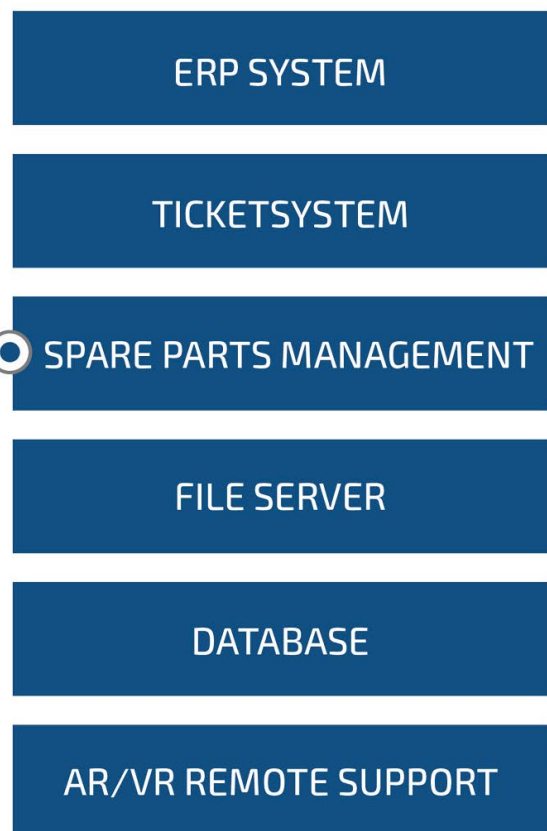 ERP SYSTEM
TICKETSYSTEM
SPARE PARTS MANAGEMENT
FILE SERVER
DATABASE
AR/VR REMOTE SUPPORT